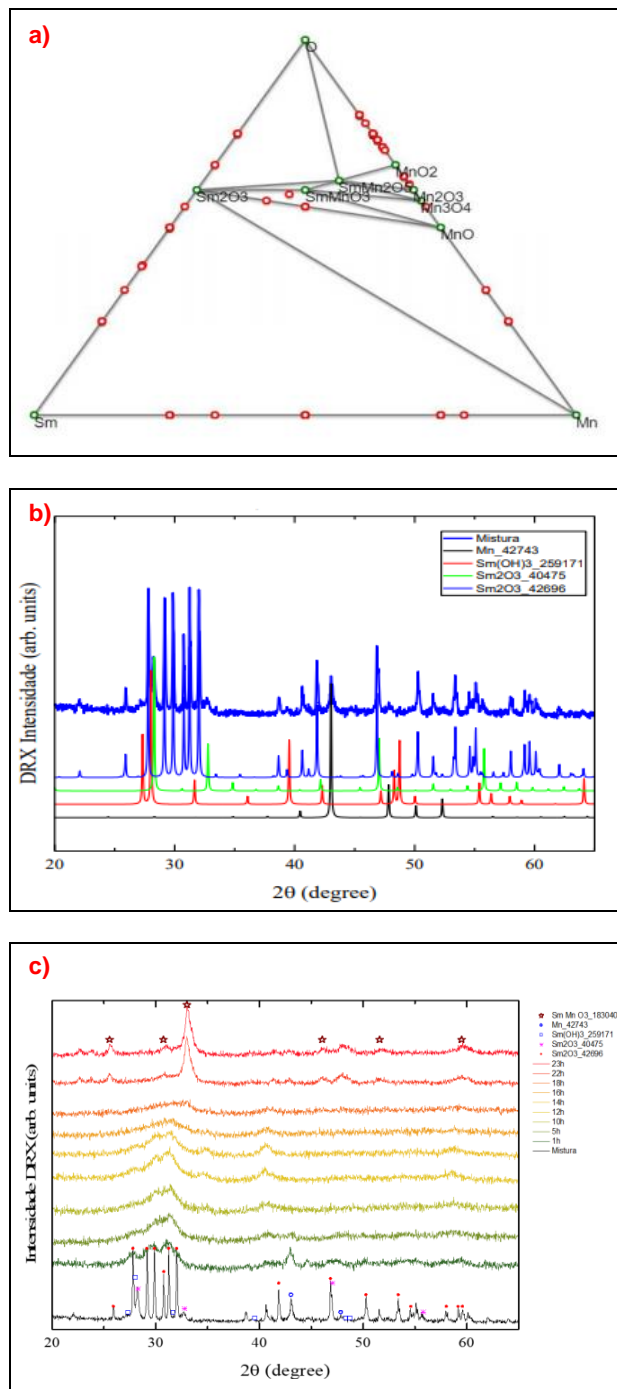 a)
O
MnO2
SmMn2O5
Sm2O3
SmMnO3
Mn2O3
Mn3O4
MnO
Sm
Mn
b)
DRX Intensidade (arb. units)
Mistura
Mn_42743
Sm(OH)3_259171
Sm2O3_40475
Sm2O3_42696
20 30 40 50 60
2θ (degree)
c)
Intensidade DRX (arb. units)
Sm Mn O3_183040
Mn_42743
Sm(OH)3_259171
Sm2O3_40475
Sm2O3_42696
23h
22h
18h
16h
14h
12h
10h
5h
1h
Mistura
20 30 40 50 60
2θ (degree)